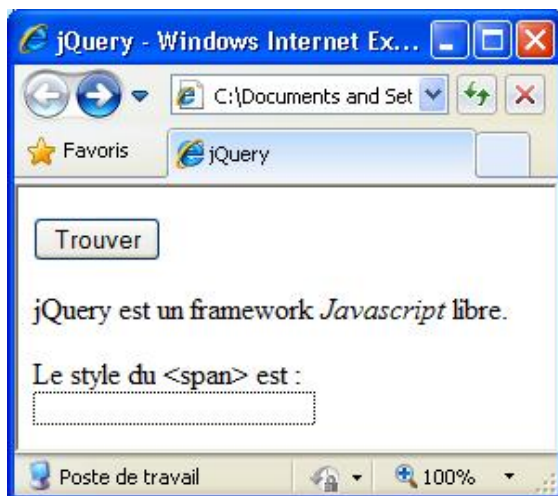 jQuery - Windows Internet Ex...
C:\Documents and Set
Favoris
jQuery
Trouver
jQuery est un framework Javascript libre.
Le style du <span> est :
Poste de travail
100%